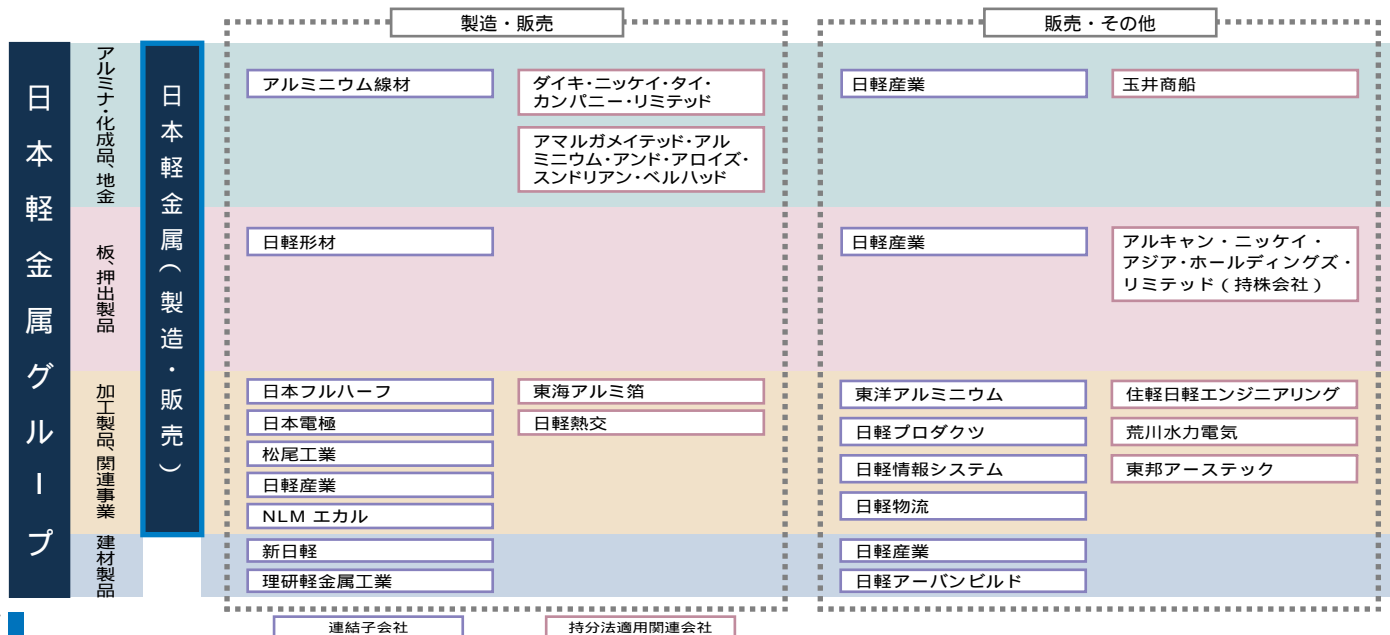 製造・販売
販売・その他
日本軽金属グループ
日本軽金属(製造・販売)
アルミナ・化成品、地金
アルミニウム線材
ダイキ・ニッケイ・タイ・
カンパニー・リミテッド
アマルガメイテッド・アル
ミニウム・アンド・アロイズ・
スンドリアン・ベルハッド
日軽産業
玉井商船
板、押出製品
日軽形材
日軽産業
アルキャン・ニッケイ・
アジア・ホールディングズ・
リミテッド(持株会社)
加工製品、関連事業
日本フルハーフ
日本電極
松尾工業
日軽産業
NLM エカル
東海アルミ箔
日軽熱交
東洋アルミニウム
日軽プロダクツ
日軽情報システム
日軽物流
住軽日軽エンジニアリング
荒川水力電気
東邦アーステック
建材製品
新日軽
理研軽金属工業
日軽産業
日軽アーバンビルド
連結子会社
持分法適用関連会社